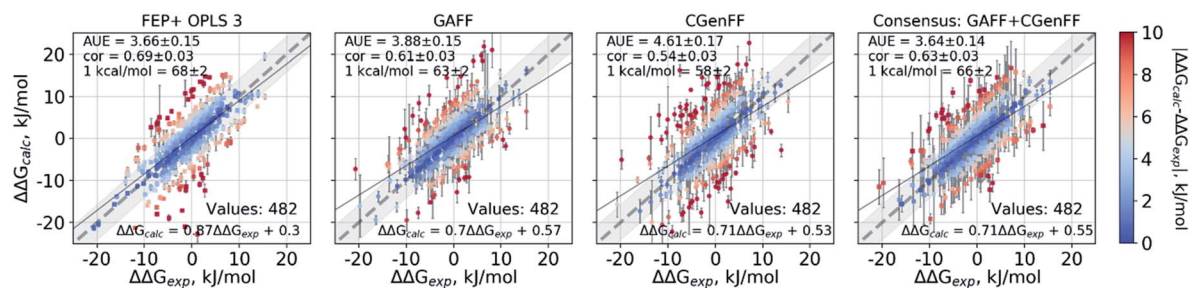 FEP+ OPLS 3
GAFF
CGenFF
Consensus: GAFF+CGenFF
ΔΔG_calc, kJ/mol
20
10
0
-10
-20
AUE = 3.66±0.15
cor = 0.69±0.03
1 kcal/mol = 68±2
Values: 482
ΔΔG_calc = 0.87ΔΔG_exp + 0.3
-20 -10 0 10 20
ΔΔG_exp, kJ/mol
AUE = 3.88±0.15
cor = 0.61±0.03
1 kcal/mol = 63±2
Values: 482
ΔΔG_calc = 0.7ΔΔG_exp + 0.57
-20 -10 0 10 20
ΔΔG_exp, kJ/mol
AUE = 4.61±0.17
cor = 0.54±0.03
1 kcal/mol = 58±2
Values: 482
ΔΔG_calc = 0.71ΔΔG_exp + 0.53
-20 -10 0 10 20
ΔΔG_exp, kJ/mol
AUE = 3.64±0.14
cor = 0.63±0.03
1 kcal/mol = 66±2
Values: 482
ΔΔG_calc = 0.71ΔΔG_exp + 0.55
-20 -10 0 10 20
ΔΔG_exp, kJ/mol
10
8
6
4
2
0
|ΔΔG_calc-ΔΔG_exp|, kJ/mol